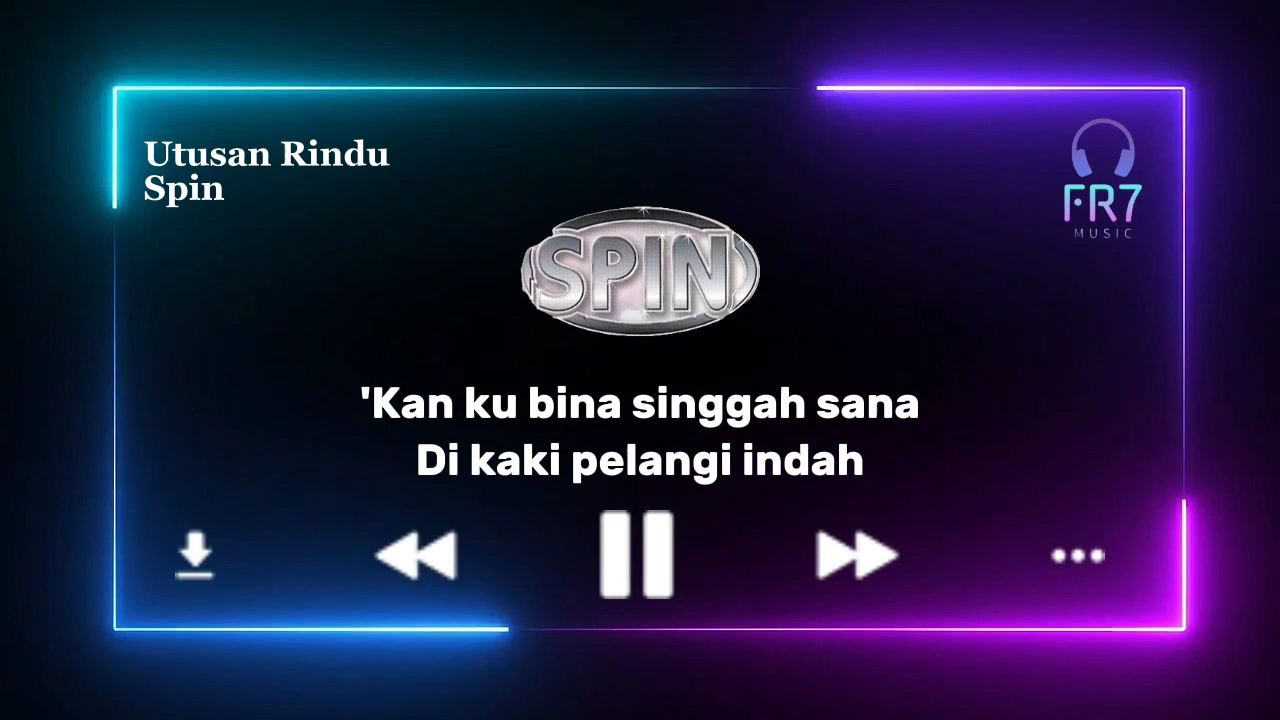 Utusan Rindu
Spin
FR7
MUSIC
SPIN
'Kan ku bina singgah sana
Di kaki pelangi indah